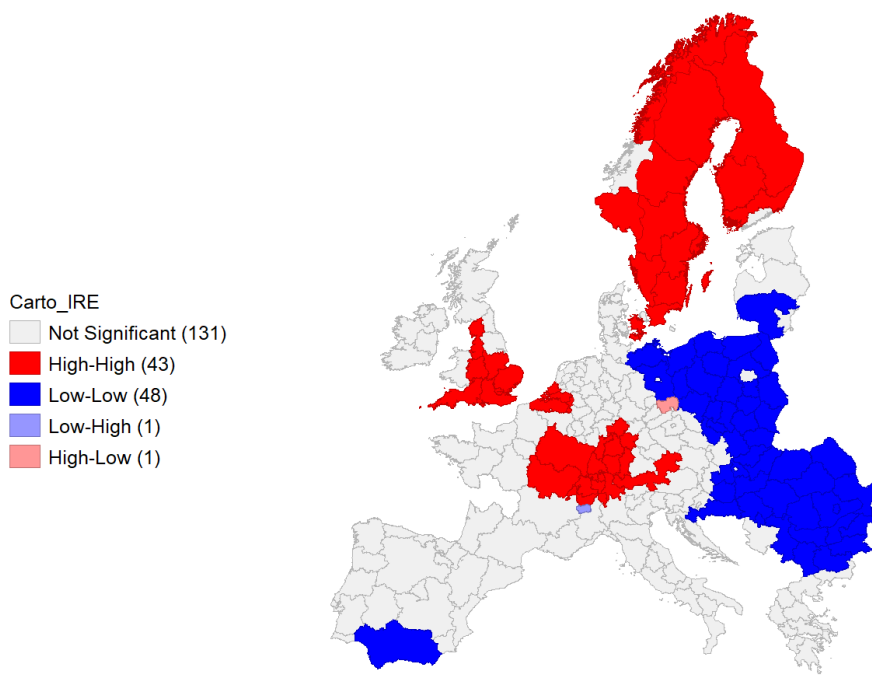 Carto_IRE
Not Significant (131)
High-High (43)
Low-Low (48)
Low-High (1)
High-Low (1)